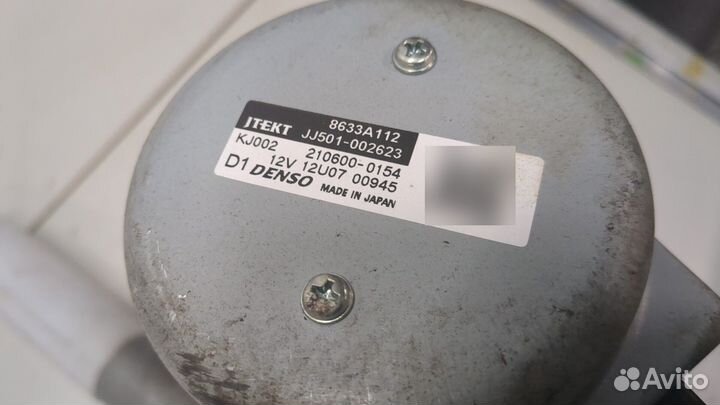 8633A112
JTEKT JJ501-002623
KJ002 210600-0154
12V 12U07 00945
D1 DENSO MADE IN JAPAN
Avito